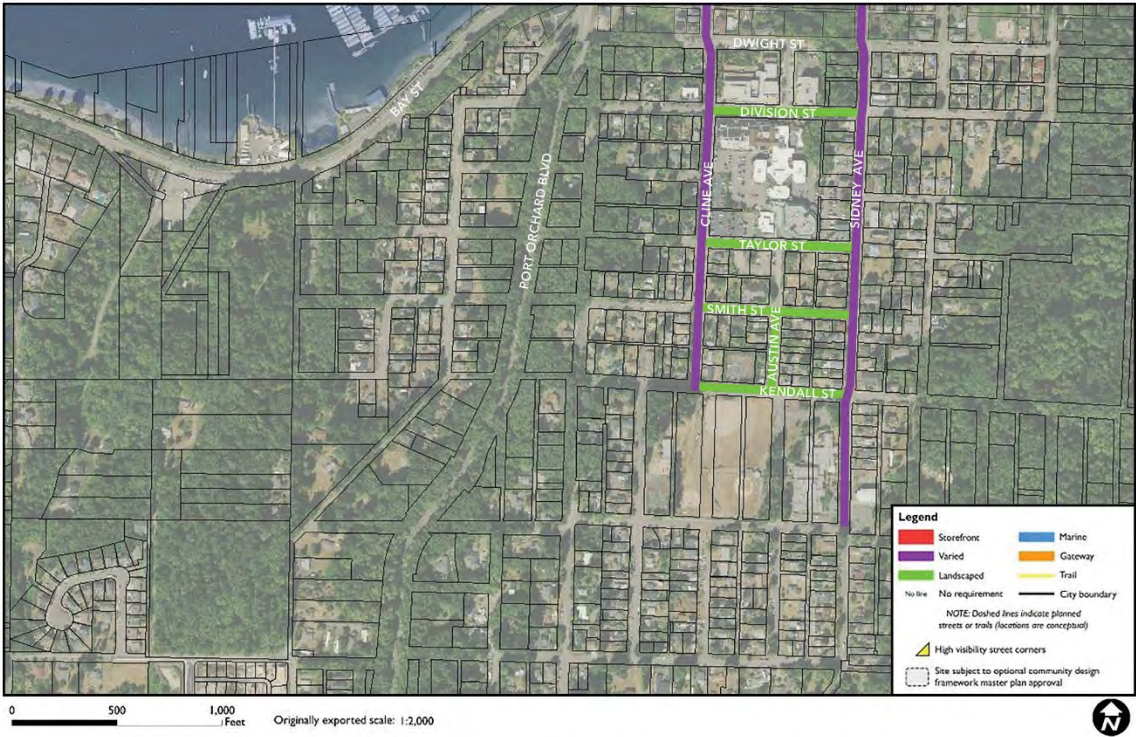 DWIGHT ST
BAY ST
DIVISION ST
PORT ORCHARD BLVD
CLINE AVE
SIDNEY AVE
TAYLOR ST
SMITH ST
AUSTIN AVE
KENDALL ST
Legend
Storefront
Marine
Varied
Gateway
Landscaped
Trail
No line No requirement
City boundary
NOTE: Dashed lines indicate planned
streets or trails (locations are conceptual)
High visibility street corners
Site subject to optional community design
framework master plan approval
0 500 1,000
Feet
Originally exported scale: 1:2,000
N